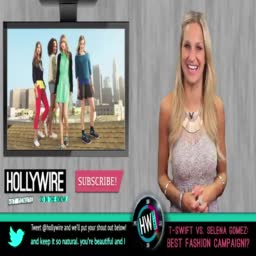 HOLLYWIRE
SUBSCRIBE!
HW
T-SWIFT VS. SELENA GOMEZ:
BEST FASHION CAMPAIGN!?
Tweet @hollywire and we'll put your shout out below!
and keep it so natural. you're beautiful and I